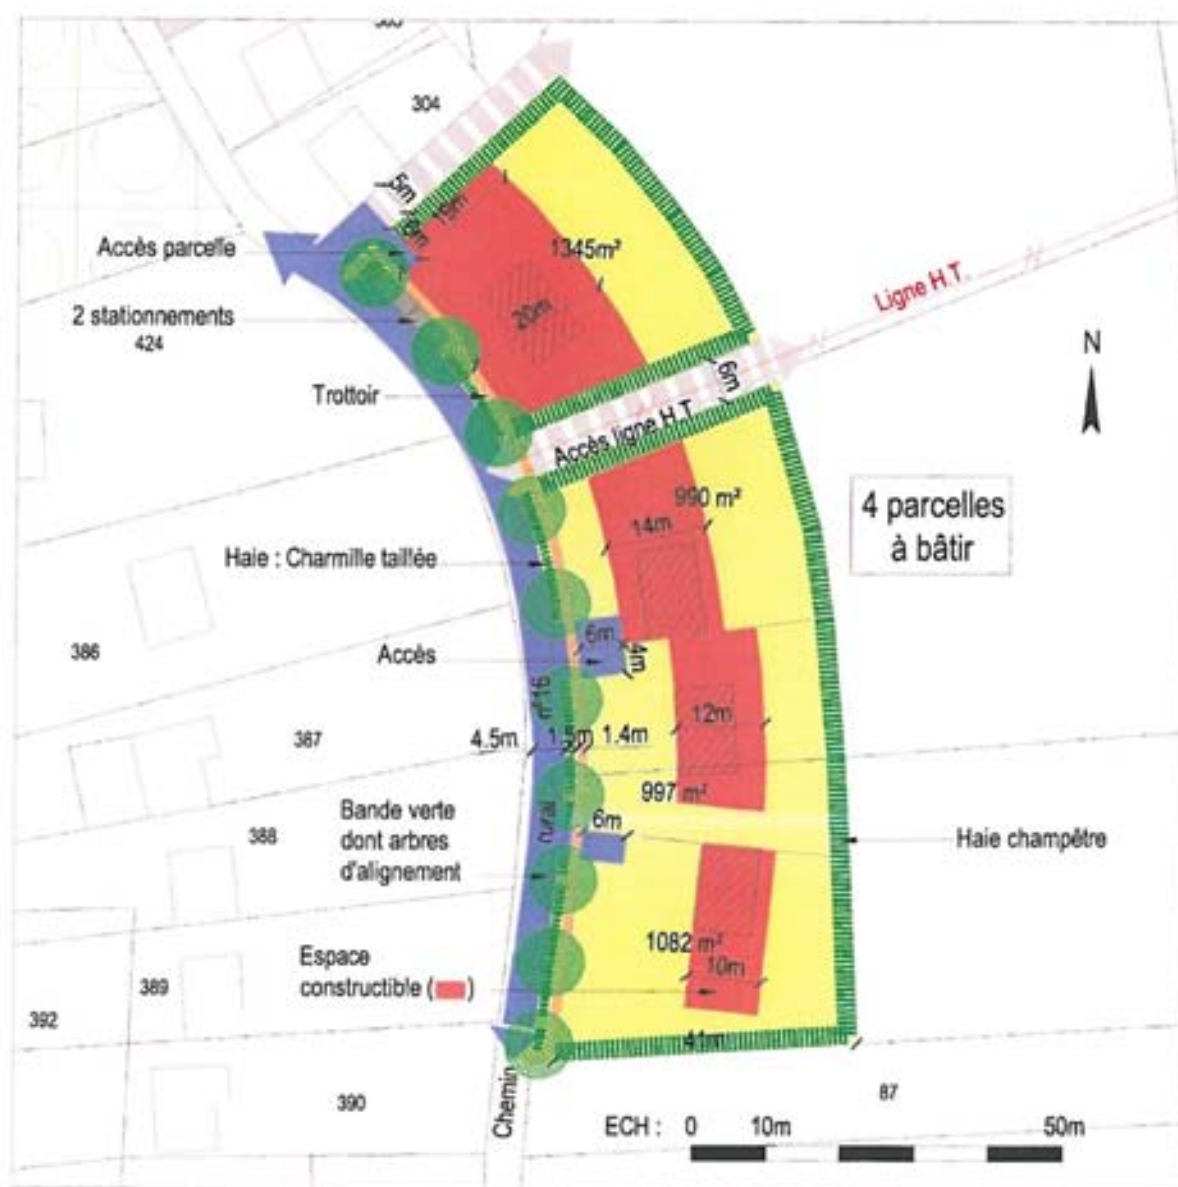 304
5m
19m
Accès parcelle
1345m²
2 stationnements
424
20m
Ligne H.T.
N
Trottoir
6m
Accès ligne H.T
990 m²
4 parcelles
à bâtir
14m
Haie : Charmille taillée
386
Accès
6m
4m
n°16
12m
387
4.5m
1.5m
1.4m
997 m²
Bande verte
dont arbres
d'alignement
388
rural
6m
Haie champêtre
1082 m²
10m
Espace
constructible ( )
389
392
41m
Chemin
390
87
ECH : 0 10m 50m